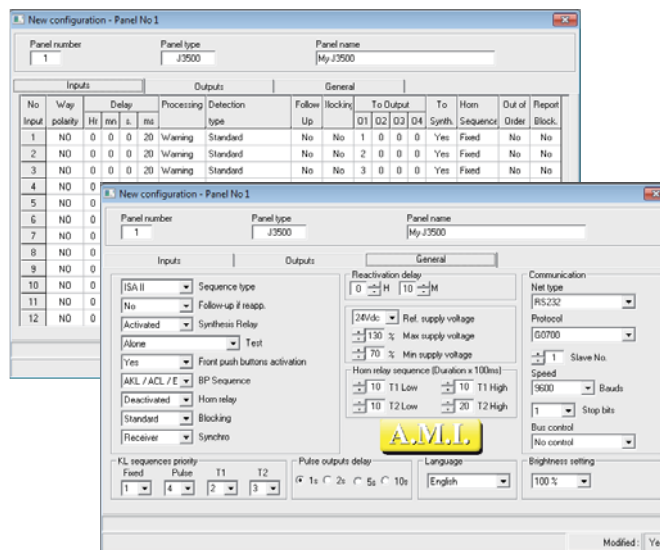 New configuration - Panel No 1
Panel number Panel type Panel name
1 J3500 My J3500
Inputs Outputs General
No Way Delay Processing Detection Follow To Output To Horn Out of Report
Input polarity Hr mn s. ms type Up O1 O2 O3 O4 Synth. Sequence Order Block.
1 NO 0 0 0 20 Warning Standard No No 1 0 0 0 Yes Fixed No No
2 NO 0 0 0 20 Warning Standard No No 2 0 0 0 Yes Fixed No No
3 NO 0 0 0 20 Warning Standard No No 3 0 0 0 Yes Fixed No No
4 NO 0
5 NO 0
6 NO 0
7 NO 0
8 NO 0
9 NO 0
10 NO 0
11 NO 0
12 NO 0
New configuration - Panel No 1
Panel number Panel type Panel name
1 J3500 My J3500
Inputs Outputs General
ISA II Sequence type
No Follow-up if reapp.
Activated Synthesis Relay
Alone Test
Yes Front push buttons activation
AKL / ACL / E BP Sequence
Deactivated Horn relay
Standard Blocking
Receiver Synchro
Reactivation delay
0 H 10 M
24Vdc Ref. supply voltage
130 % Max supply voltage
70 % Min supply voltage
Horn relay sequence (Duration x 100ms)
10 T1 Low 10 T1 High
10 T2 Low 20 T2 High
A.M.I.
Communication
Net type
RS232
Protocol
G0700
1 Slave No.
Speed
9600 Bauds
1 Stop bits
Bus control
No control
KL sequences priority
Fixed Pulse T1 T2
1 4 2 3
Pulse outputs delay
1s 2s 5s 10s
Language
English
Brightness setting
100 %
Modified : Ye